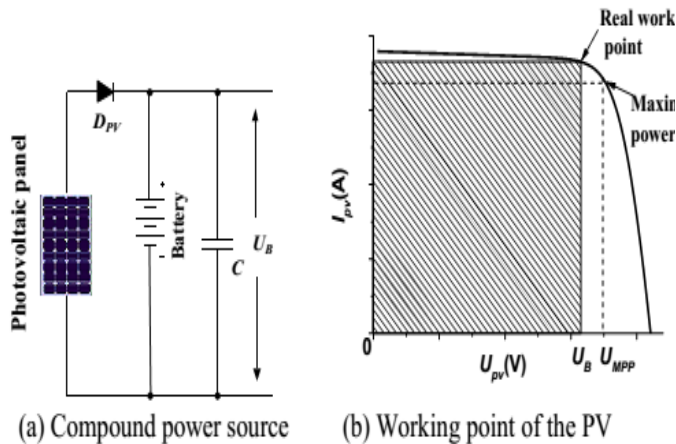 Photovoltaic panel
D_PV
+
Battery
-
C
U_B
(a) Compound power source
Real work
point
Maxin
power
I_pv(A)
0
U_pv(V)
U_B
U_MPP
(b) Working point of the PV